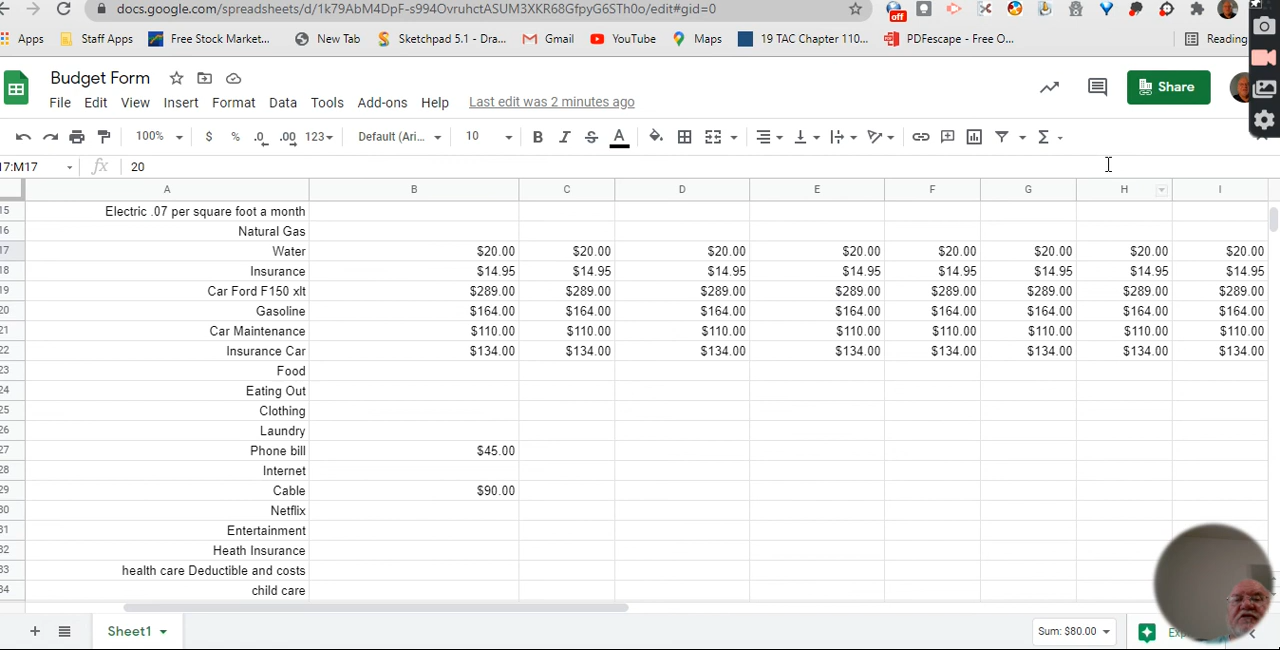 docs.google.com/spreadsheets/d/1k79AbM4DpF-s994OvruhctASUM3XKR68GfpyG6STh0o/edit#gid=0
off
Apps Staff Apps Free Stock Market... New Tab Sketchpad 5.1 - Dra... Gmail YouTube Maps 19 TAC Chapter 110... PDFescape - Free O... Reading
Budget Form
Share
File Edit View Insert Format Data Tools Add-ons Help Last edit was 2 minutes ago
100% $ % .0 .00 123 Default (Ari... 10 B I S A
17:M17 fx 20
A B C D E F G H I
15 Electric .07 per square foot a month
16 Natural Gas
17 Water $20.00 $20.00 $20.00 $20.00 $20.00 $20.00 $20.00 $20.00
18 Insurance $14.95 $14.95 $14.95 $14.95 $14.95 $14.95 $14.95 $14.95
19 Car Ford F150 xlt $289.00 $289.00 $289.00 $289.00 $289.00 $289.00 $289.00 $289.00
20 Gasoline $164.00 $164.00 $164.00 $164.00 $164.00 $164.00 $164.00 $164.00
21 Car Maintenance $110.00 $110.00 $110.00 $110.00 $110.00 $110.00 $110.00 $110.00
22 Insurance Car $134.00 $134.00 $134.00 $134.00 $134.00 $134.00 $134.00 $134.00
23 Food
24 Eating Out
25 Clothing
26 Laundry
27 Phone bill $45.00
28 Internet
29 Cable $90.00
30 Netflix
31 Entertainment
32 Heath Insurance
33 health care Deductible and costs
34 child care
Sheet1 Sum: $80.00